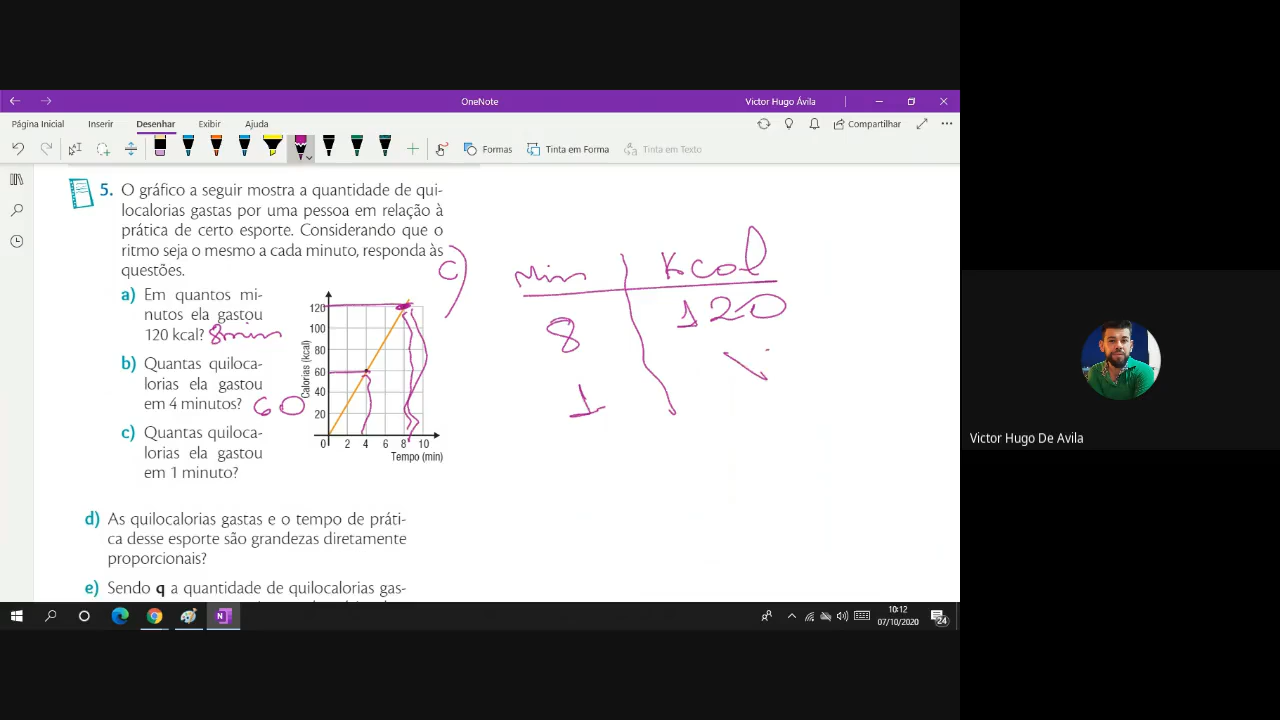 OneNote
Victor Hugo Ávila
Página Inicial
Inserir
Desenhar
Exibir
Ajuda
Compartilhar
Formas
Tinta em Forma
Tinta em Texto
5. O gráfico a seguir mostra a quantidade de qui-
localorias gastas por uma pessoa em relação à
prática de certo esporte. Considerando que o
ritmo seja o mesmo a cada minuto, responda às
questões.
a) Em quantos mi-
nutos ela gastou
120 kcal? 8min
b) Quantas quiloca-
lorias ela gastou
em 4 minutos? 60
c) Quantas quiloca-
lorias ela gastou
em 1 minuto?
Calorias (kcal)
120
100
80
60
40
20
0 2 4 6 8 10
Tempo (min)
d) As quilocalorias gastas e o tempo de práti-
ca desse esporte são grandezas diretamente
proporcionais?
e) Sendo q a quantidade de quilocalorias gas-
c)
Min Kcal
8 120
1
Victor Hugo De Avila
10:12
07/10/2020
24